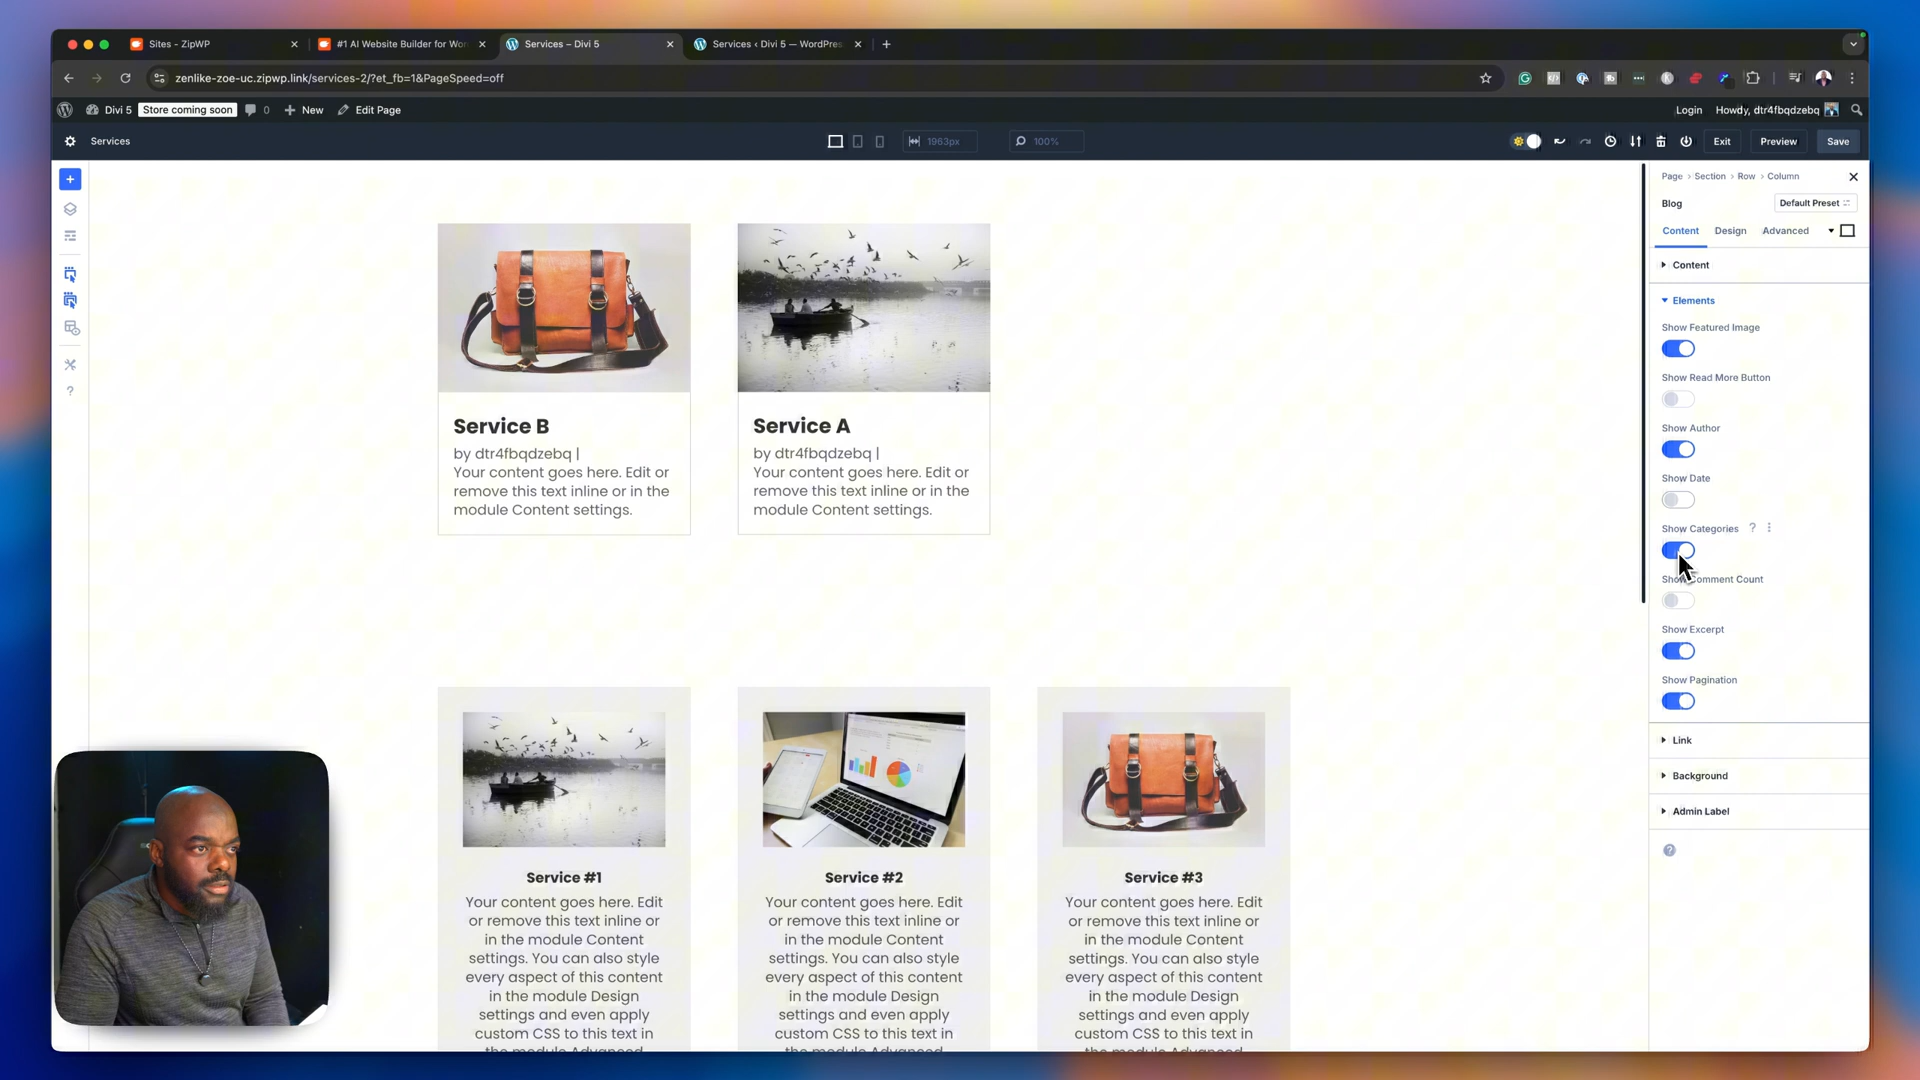 Sites - ZipWP
#1 AI Website Builder for Wor
Services – Divi 5
Services ‹ Divi 5 — WordPres
zenlike-zoe-uc.zipwp.link/services-2/?et_fb=1&PageSpeed=off
Divi 5
Store coming soon
0
New
Edit Page
Login
Howdy, dtr4fbqdzebq
Services
1963px
100%
Exit
Preview
Save
Page > Section > Row > Column
Blog
Default Preset
Content
Design
Advanced
Content
Elements
Show Featured Image
Show Read More Button
Show Author
Show Date
Show Categories ?
Show Comment Count
Show Excerpt
Show Pagination
Link
Background
Admin Label
?
?
Service B
by dtr4fbqdzebq |
Your content goes here. Edit or
remove this text inline or in the
module Content settings.
Service A
by dtr4fbqdzebq |
Your content goes here. Edit or
remove this text inline or in the
module Content settings.
Service #1
Your content goes here. Edit
or remove this text inline or
in the module Content
settings. You can also style
every aspect of this content
in the module Design
settings and even apply
custom CSS to this text in
the module Advanced
Service #2
Your content goes here. Edit
or remove this text inline or
in the module Content
settings. You can also style
every aspect of this content
in the module Design
settings and even apply
custom CSS to this text in
the module Advanced
Service #3
Your content goes here. Edit
or remove this text inline or
in the module Content
settings. You can also style
every aspect of this content
in the module Design
settings and even apply
custom CSS to this text in
the module Advanced